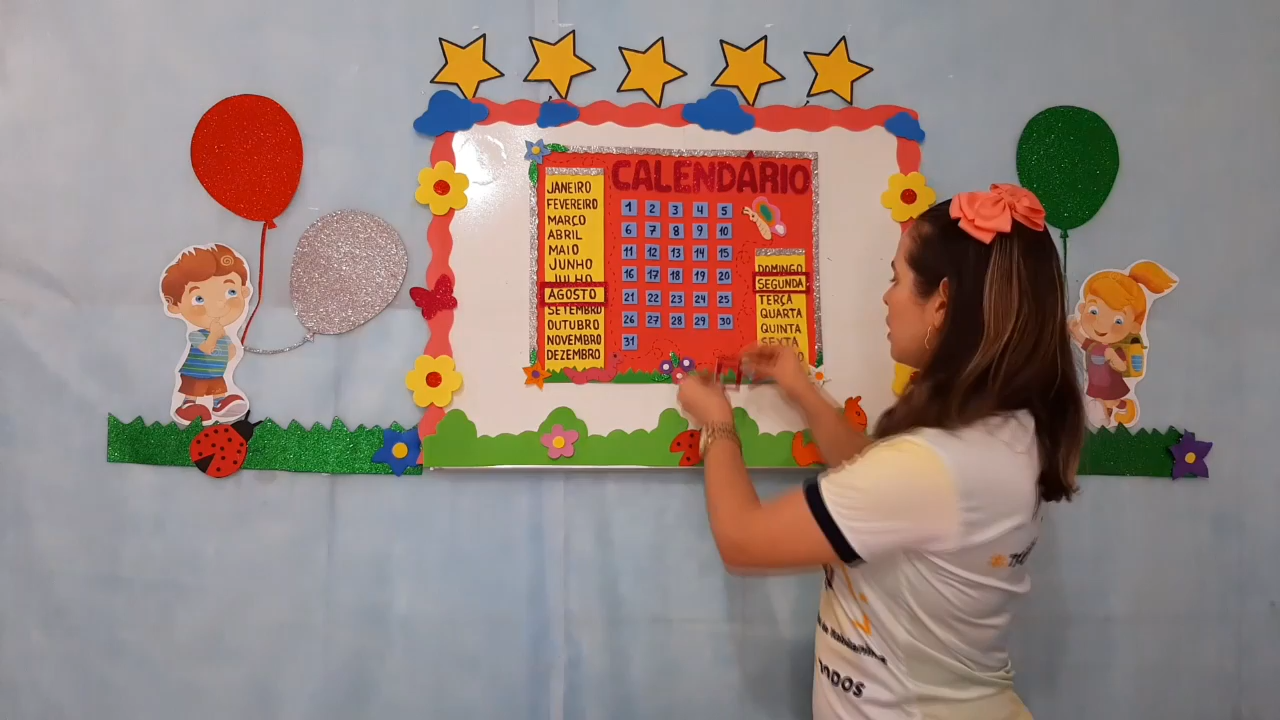 CALENDÁRIO
JANEIRO
FEVEREIRO
MARÇO
ABRIL
MAIO
JUNHO
JULHO
AGOSTO
SETEMBRO
OUTUBRO
NOVEMBRO
DEZEMBRO
1 2 3 4 5
6 7 8 9 10
11 12 13 14 15
16 17 18 19 20
21 22 23 24 25
26 27 28 29 30
31
DOMINGO
SEGUNDA
TERÇA
QUARTA
QUINTA
SEXTA